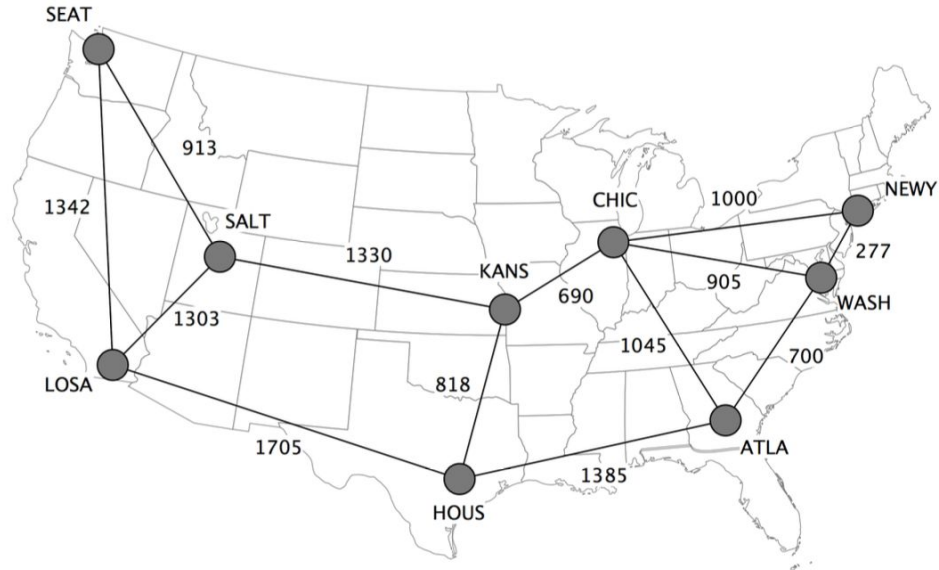 SEAT
913
NEWY
CHIC
1000
1342
SALT
277
1330
KANS
905
690
WASH
1303
1045
700
LOSA
818
ATLA
1705
1385
HOUS